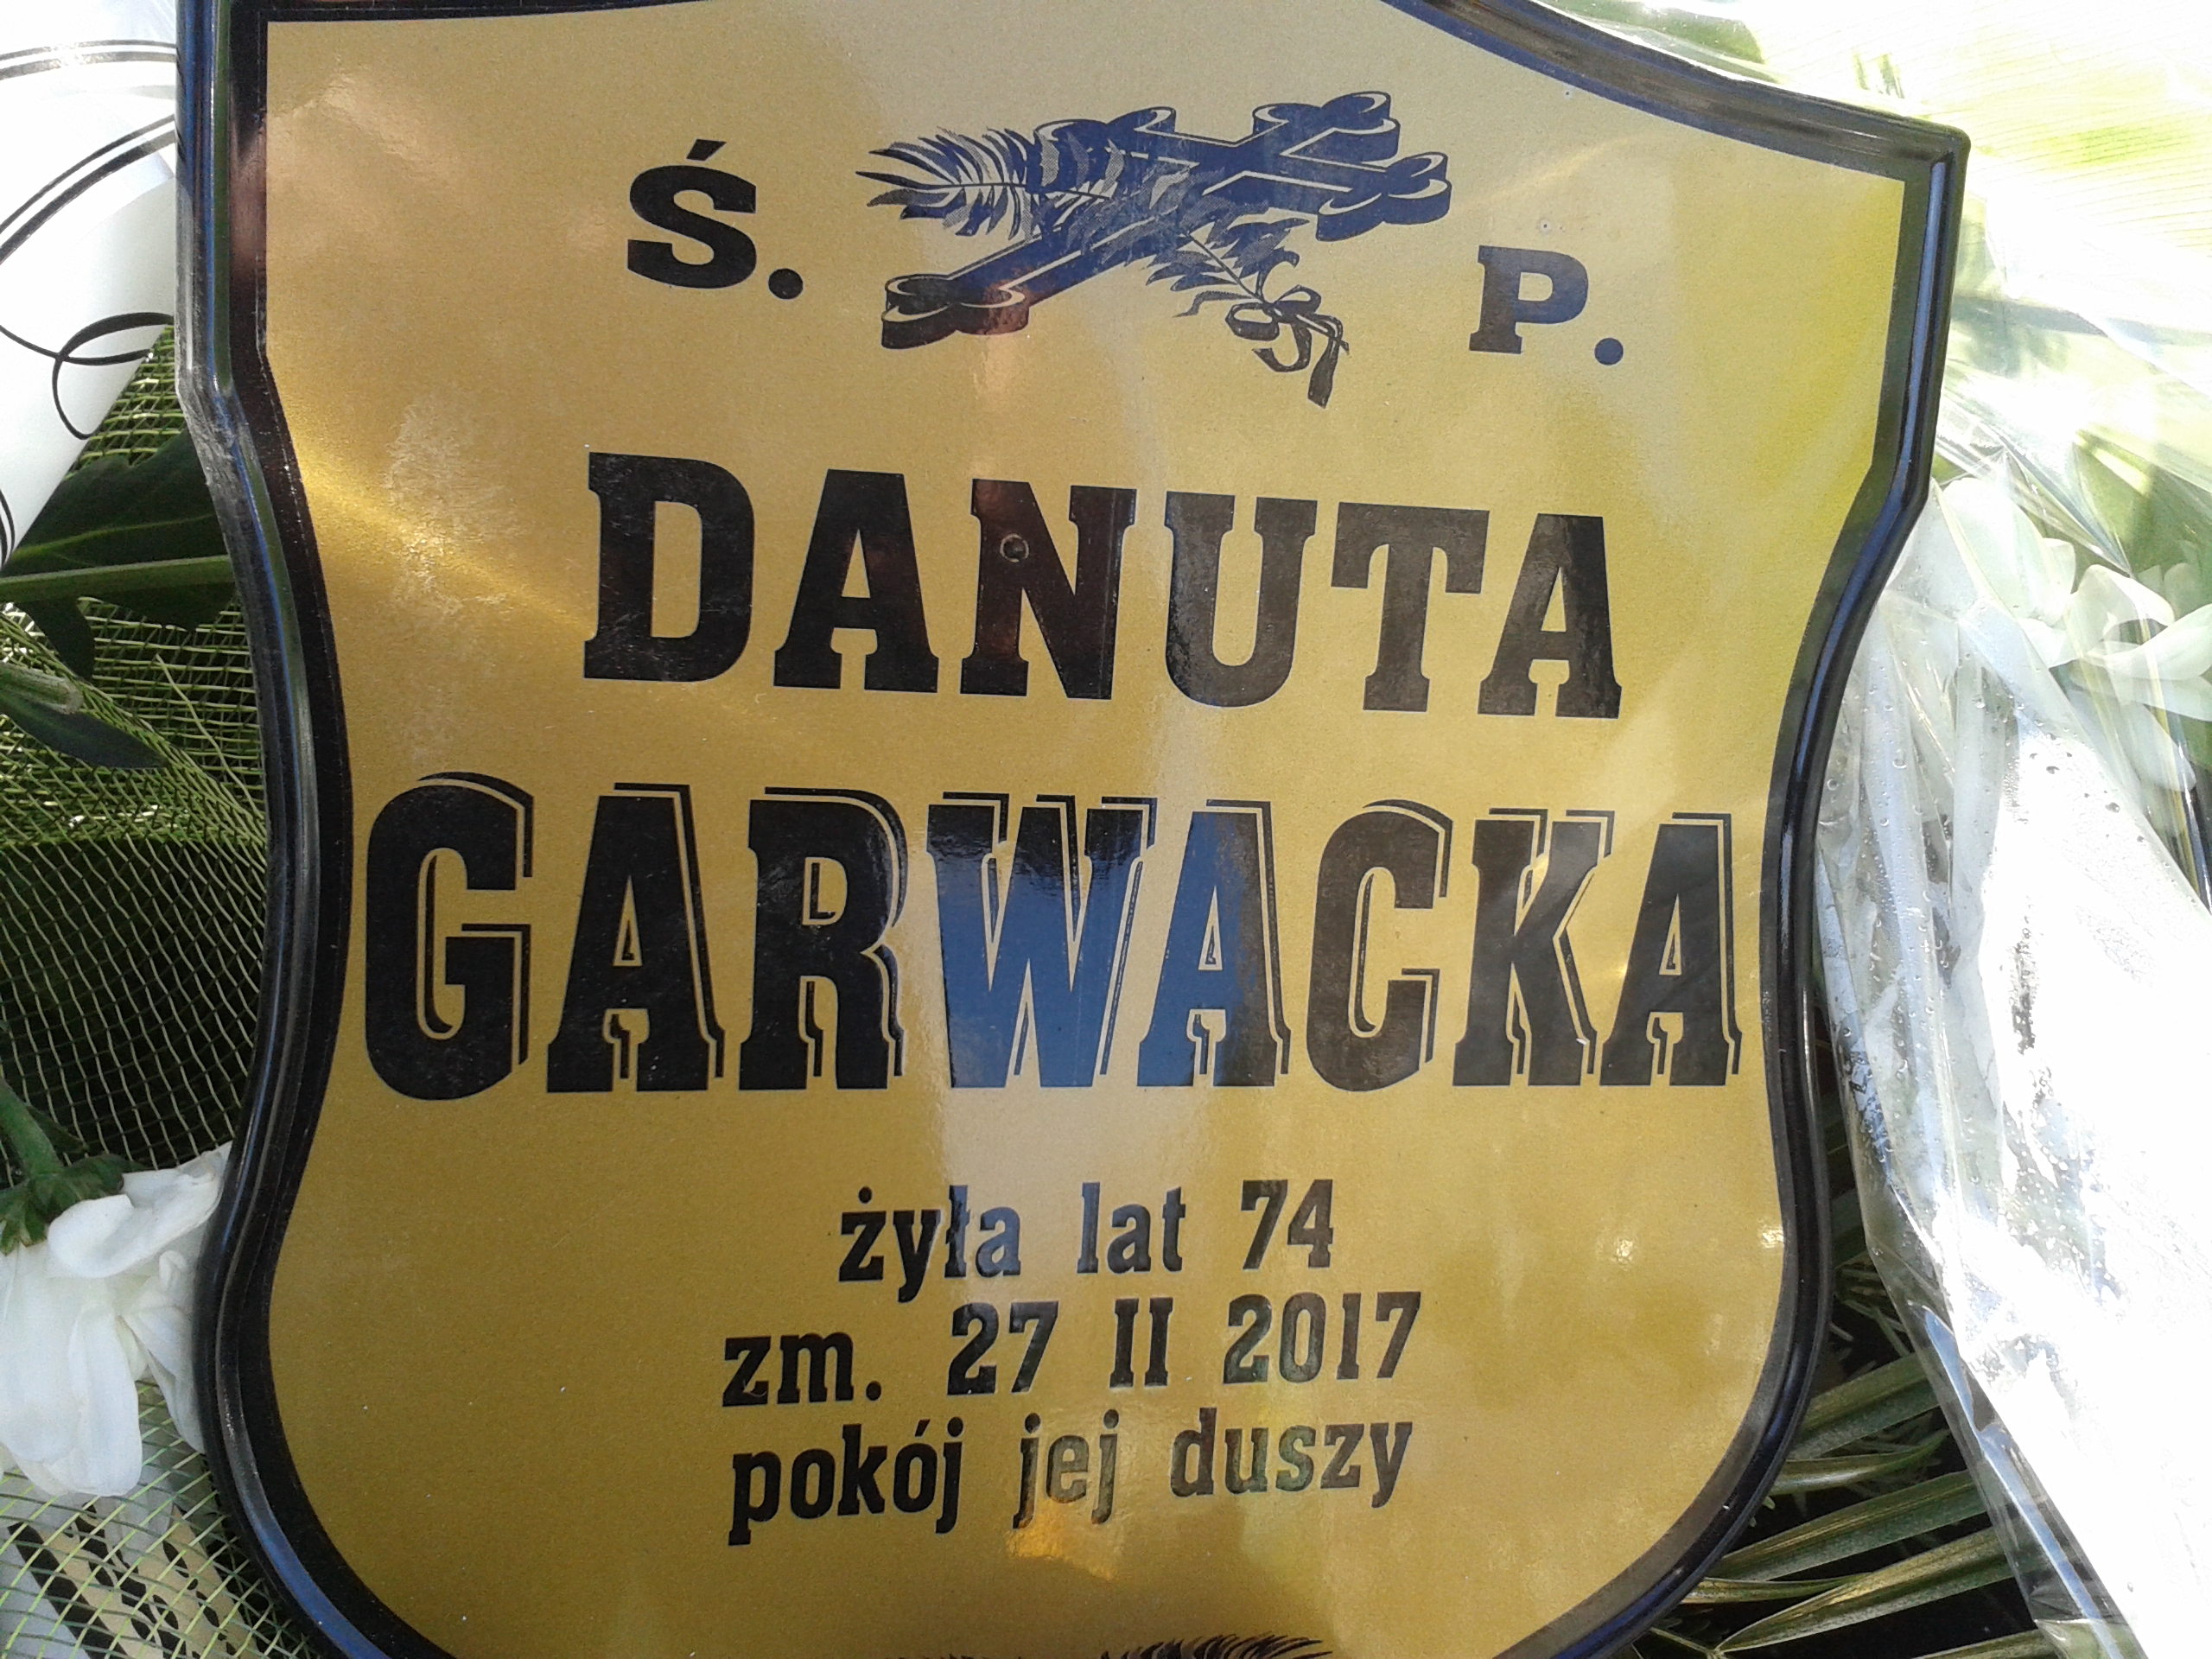 Ś. P.
DANUTA
GARWACKA
żyła lat 74
zm. 27 II 2017
pokój jej duszy